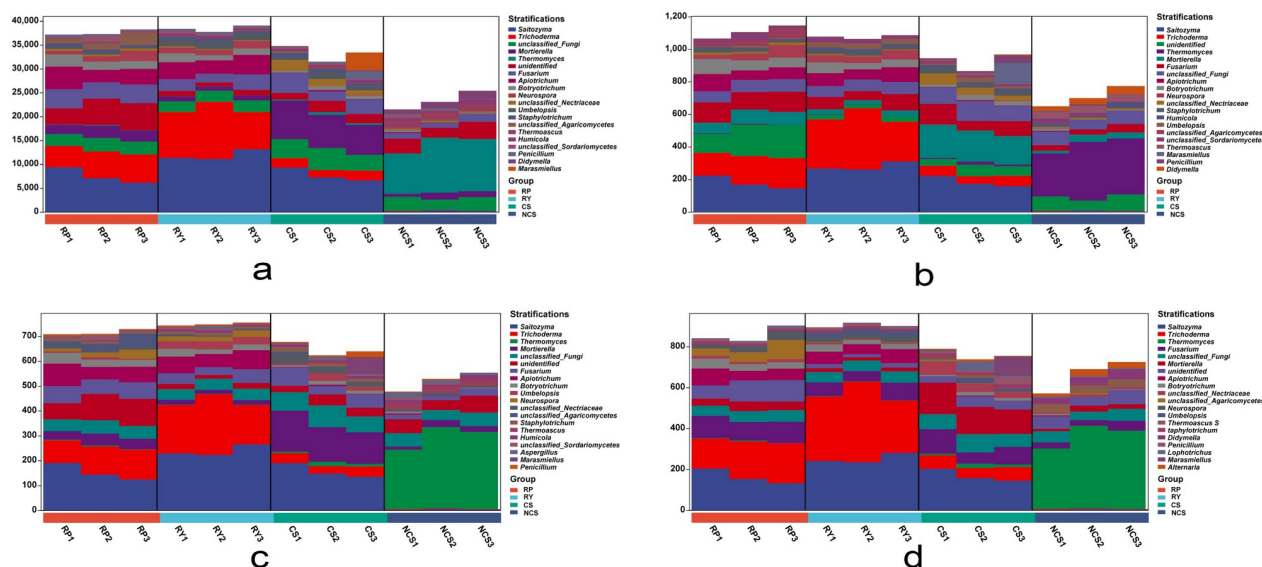 40,000
35,000
30,000
25,000
20,000
15,000
10,000
5,000
0
RP1
RP2
RP3
RY1
RY2
RY3
CS1
CS2
CS3
NCS1
NCS2
NCS3
Stratifications
Saitozyma
Trichoderma
unclassified_Fungi
Mortierella
Thermomyces
unidentified
Fusarium
Apiotrichum
Botryotrichum
Neurospora
unclassified_Nectriaceae
Umbelopsis
Staphylotrichum
unclassified_Agaricomycetes
Thermoascus
Humicola
unclassified_Sordariomycetes
Penicillium
Didymella
Marasmiellus
Group
RP
RY
CS
NCS
a
1,200
1,000
800
600
400
200
0
RP1
RP2
RP3
RY1
RY2
RY3
CS1
CS2
CS3
NCS1
NCS2
NCS3
Stratifications
Saitozyma
Trichoderma
unidentified
Thermomyces
Mortierella
Fusarium
unclassified_Fungi
Apiotrichum
Botryotrichum
Neurospora
unclassified_Nectriaceae
Staphylotrichum
Humicola
Umbelopsis
unclassified_Agaricomycetes
unclassified_Sordariomycetes
Thermoascus
Marasmiellus
Penicillium
Didymella
Group
RP
RY
CS
NCS
b
700
600
500
400
300
200
100
0
RP1
RP2
RP3
RY1
RY2
RY3
CS1
CS2
CS3
NCS1
NCS2
NCS3
Stratifications
Saitozyma
Trichoderma
Thermomyces
Mortierella
unclassified_Fungi
unidentified
Fusarium
Apiotrichum
Botryotrichum
Umbelopsis
Neurospora
unclassified_Nectriaceae
unclassified_Agaricomycetes
Staphylotrichum
Thermoascus
Humicola
unclassified_Sordariomycetes
Aspergillus
Marasmiellus
Penicillium
Group
RP
RY
CS
NCS
c
800
600
400
200
0
RP1
RP2
RP3
RY1
RY2
RY3
CS1
CS2
CS3
NCS1
NCS2
NCS3
Stratifications
Saitozyma
Trichoderma
Thermomyces
Fusarium
unclassified_Fungi
Mortierella
unidentified
Apiotrichum
Botryotrichum
unclassified_Nectriaceae
unclassified_Agaricomycetes
Neurospora
Umbelopsis
Thermoascus S
taphylotrichum
Didymella
Penicillium
Lophotrichus
Marasmiellus
Alternaria
Group
RP
RY
CS
NCS
d